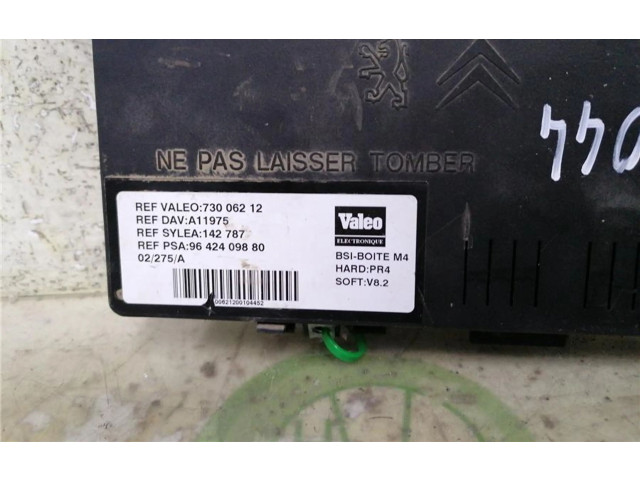 NE PAS LAISSER TOMBER
REF VALEO:730 062 12
REF DAV:A11975
REF SYLEA:142 787
REF PSA:96 424 098 80
02/275/A
Valeo
ELECTRONIQUE
BSI-BOITE M4
HARD:PR4
SOFT:V8.2